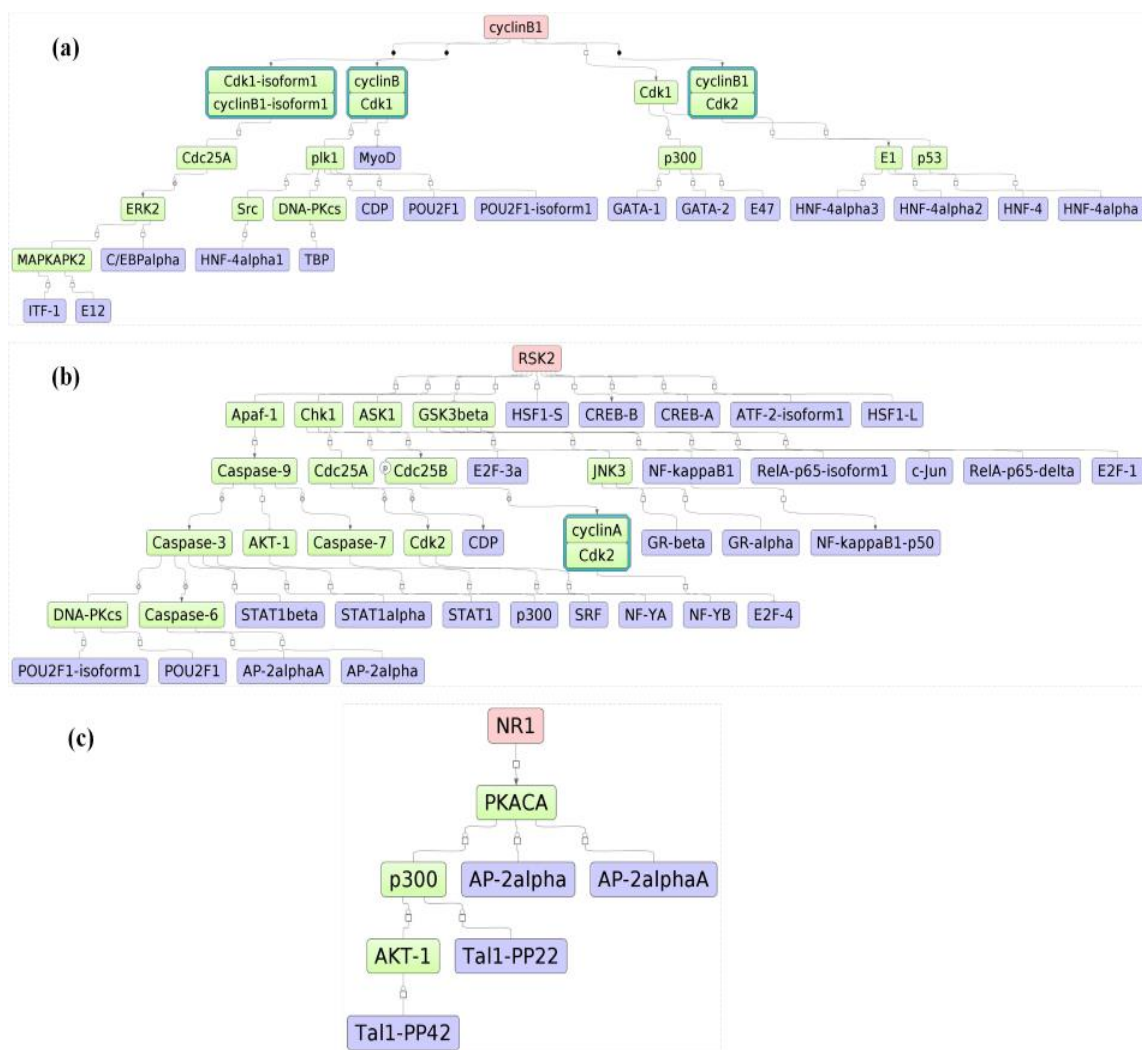 (a)
cyclinB1
Cdk1-isoform1 cyclinB cyclinB1
cyclinB1-isoform1 Cdk1 Cdk1 Cdk2
Cdc25A plk1 MyoD p300 E1 p53
ERK2 Src DNA-PKcs CDP POU2F1 POU2F1-isoform1 GATA-1 GATA-2 E47 HNF-4alpha3 HNF-4alpha2 HNF-4 HNF-4alpha
MAPKAPK2 C/EBPalpha HNF-4alpha1 TBP
ITF-1 E12
(b)
RSK2
Apaf-1 Chk1 ASK1 GSK3beta HSF1-S CREB-B CREB-A ATF-2-isoform1 HSF1-L
Caspase-9 Cdc25A p Cdc25B E2F-3a JNK3 NF-kappaB1 RelA-p65-isoform1 c-Jun RelA-p65-delta E2F-1
Caspase-3 AKT-1 Caspase-7 Cdk2 CDP cyclinA GR-beta GR-alpha NF-kappaB1-p50
Cdk2
DNA-PKcs Caspase-6 STAT1beta STAT1alpha STAT1 p300 SRF NF-YA NF-YB E2F-4
POU2F1-isoform1 POU2F1 AP-2alphaA AP-2alpha
(c)
NR1
PKACA
p300 AP-2alpha AP-2alphaA
AKT-1 Tal1-PP22
Tal1-PP42